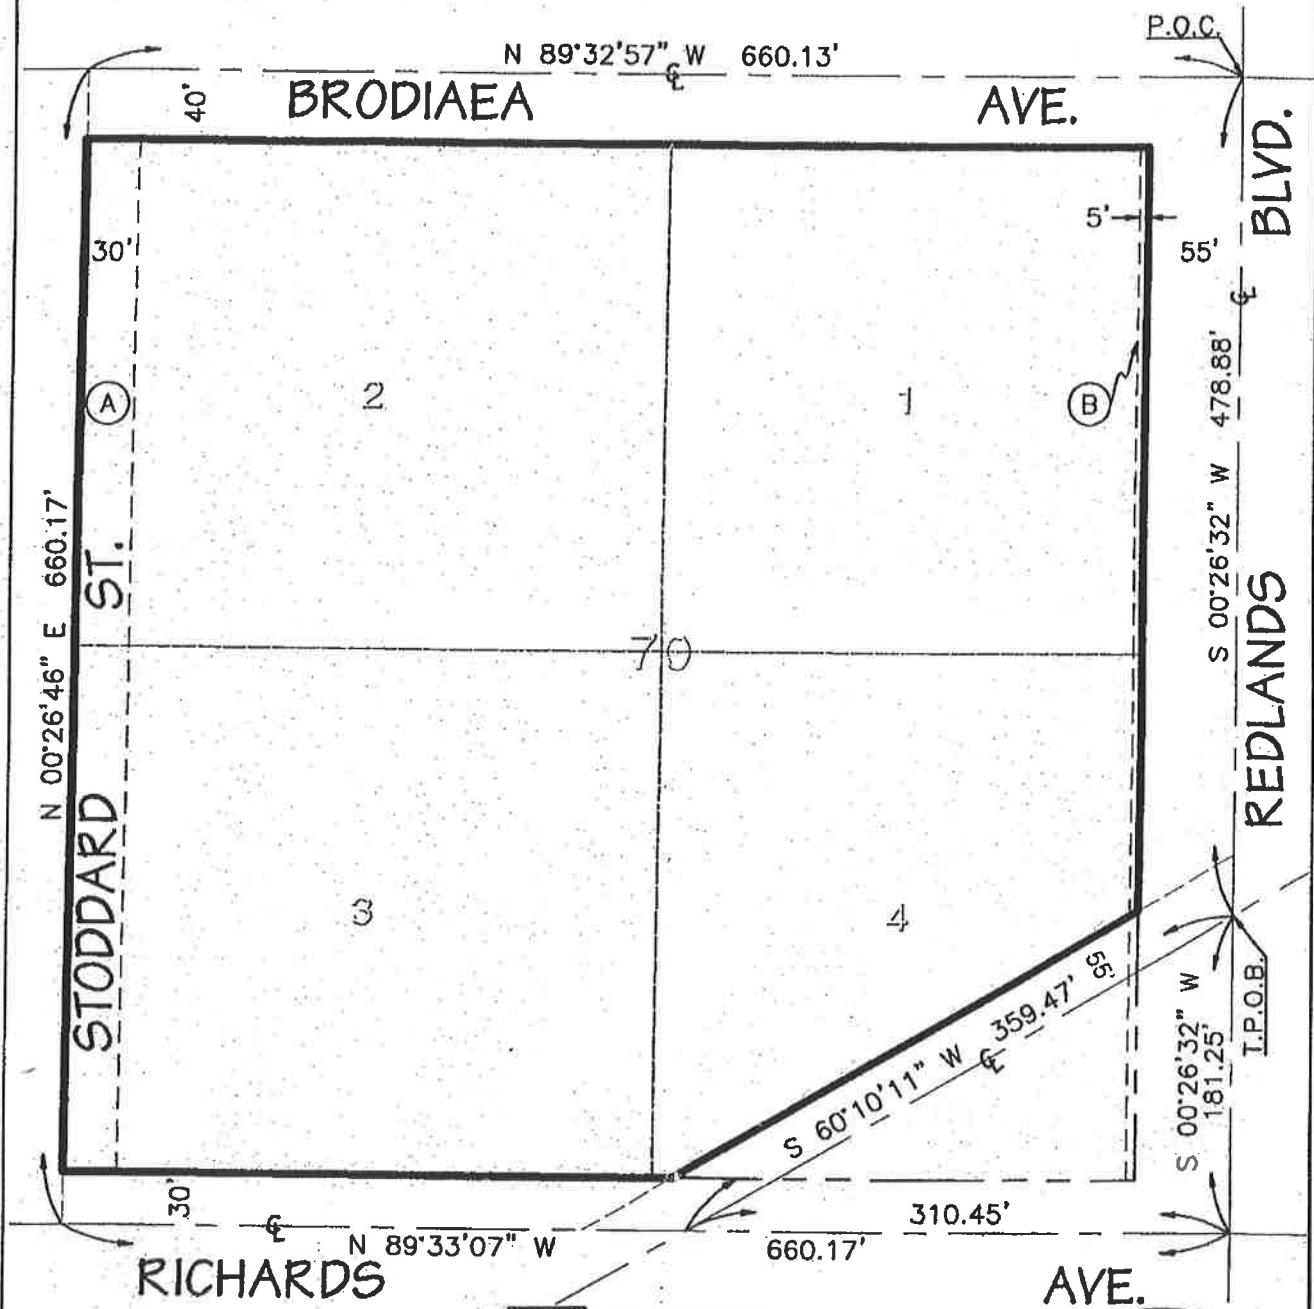 P.O.C.
N 89°32'57" W 660.13'
℄
BRODIAEA AVE.
40'
BLVD.
5'
55'
30'
2
1
A
B
℄
S 00°26'32" W 478.88'
N 00°26'46" E 660.17'
ST.
70
REDLANDS
STODDARD
3
4
55'
S 60°10'11" W ℄ 359.47'
T.P.O.B.
S 00°26'32" W
181.25'
30'
℄
310.45'
N 89°33'07" W 660.17'
RICHARDS AVE.